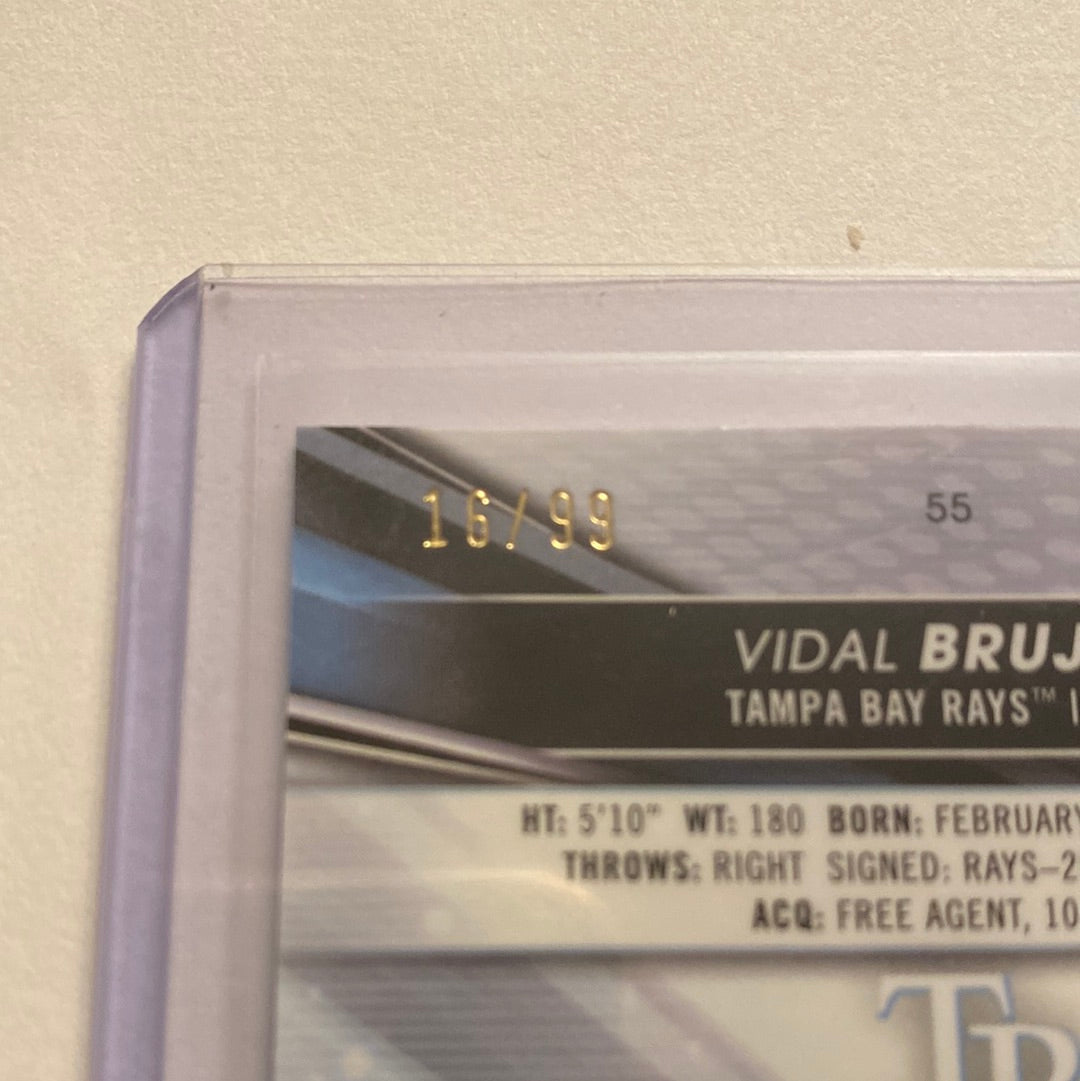 16/99
55
VIDAL BRUJ
TAMPA BAY RAYS™ I
HT: 5'10" WT: 180 BORN: FEBRUARY
THROWS: RIGHT SIGNED: RAYS–2
ACQ: FREE AGENT, 10
TB